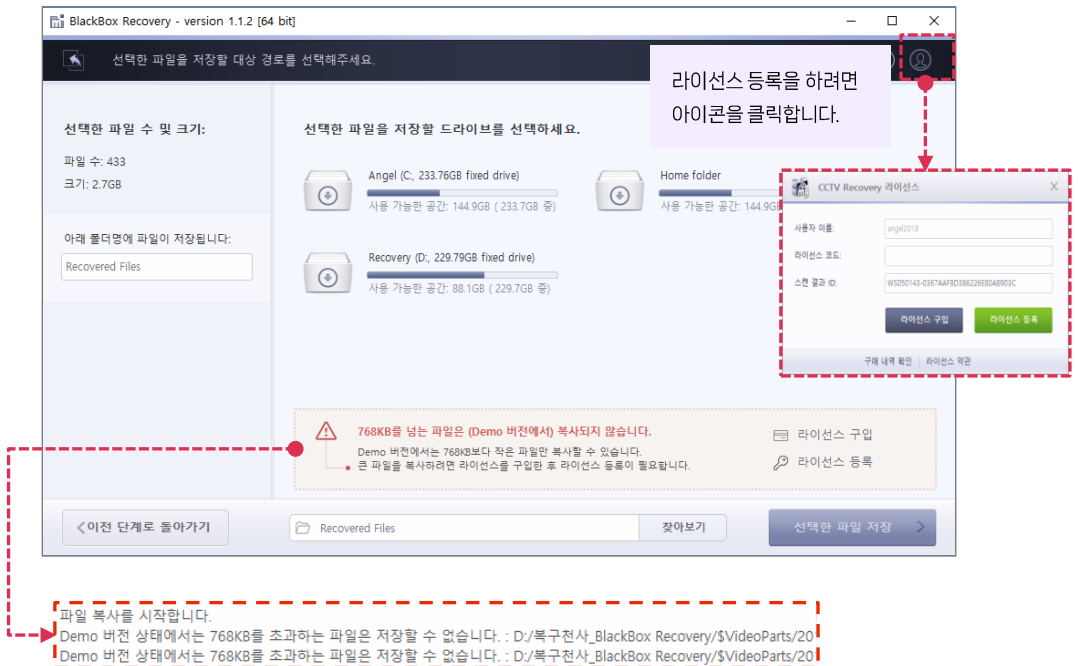 BlackBox Recovery - version 1.1.2 [64 bit]
선택한 파일을 저장할 대상 경로를 선택해주세요.
라이선스 등록을 하려면
아이콘을 클릭합니다.
선택한 파일 수 및 크기:
파일 수: 433
크기: 2.7GB
아래 폴더명에 파일이 저장됩니다:
Recovered Files
선택한 파일을 저장할 드라이브를 선택하세요.
Angel (C:, 233.76GB fixed drive)
사용 가능한 공간: 144.9GB ( 233.7GB 중)
Home folder
사용 가능한 공간: 144.9GB
Recovery (D:, 229.79GB fixed drive)
사용 가능한 공간: 88.1GB ( 229.7GB 중)
CCTV Recovery 라이선스
사용자 이름:
angel2018
라이선스 코드:
스캔 결과 ID:
WS050143-0367AAF8D386226EB0A8903C
라이선스 구입
라이선스 등록
구매 내역 확인 | 라이선스 약관
768KB를 넘는 파일은 (Demo 버전에서) 복사되지 않습니다.
Demo 버전에서는 768KB보다 작은 파일만 복사할 수 있습니다.
큰 파일을 복사하려면 라이선스를 구입한 후 라이선스 등록이 필요합니다.
라이선스 구입
라이선스 등록
이전 단계로 돌아가기
Recovered Files
찾아보기
선택한 파일 저장
파일 복사를 시작합니다.
Demo 버전 상태에서는 768KB를 초과하는 파일은 저장할 수 없습니다. : D:/복구천사_BlackBox Recovery/$VideoParts/20
Demo 버전 상태에서는 768KB를 초과하는 파일은 저장할 수 없습니다. : D:/복구천사_BlackBox Recovery/$VideoParts/20